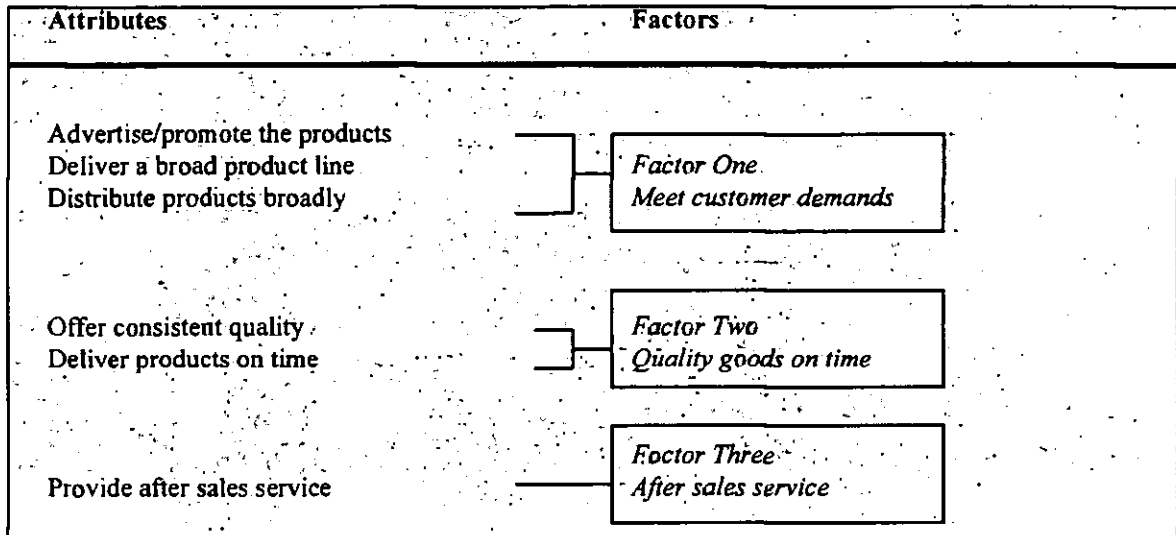 Attributes Factors
Advertise/promote the products
Deliver a broad product line
Distribute products broadly
Factor One
Meet customer demands
Offer consistent quality
Deliver products on time
Factor Two
Quality goods on time
Provide after sales service
Factor Three
After sales service